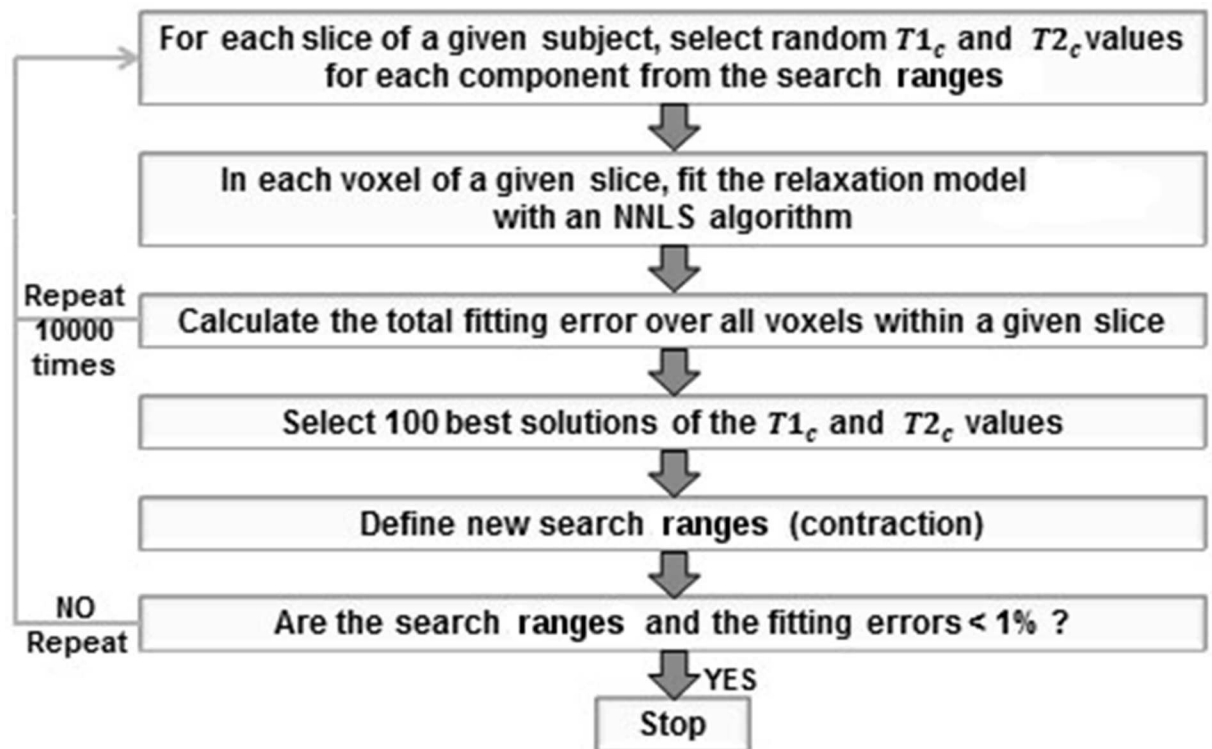 For each slice of a given subject, select random T1c and T2c values
for each component from the search ranges
In each voxel of a given slice, fit the relaxation model
with an NNLS algorithm
Repeat
10000
times
Calculate the total fitting error over all voxels within a given slice
Select 100 best solutions of the T1c and T2c values
Define new search ranges (contraction)
NO
Repeat
Are the search ranges and the fitting errors < 1% ?
YES
Stop